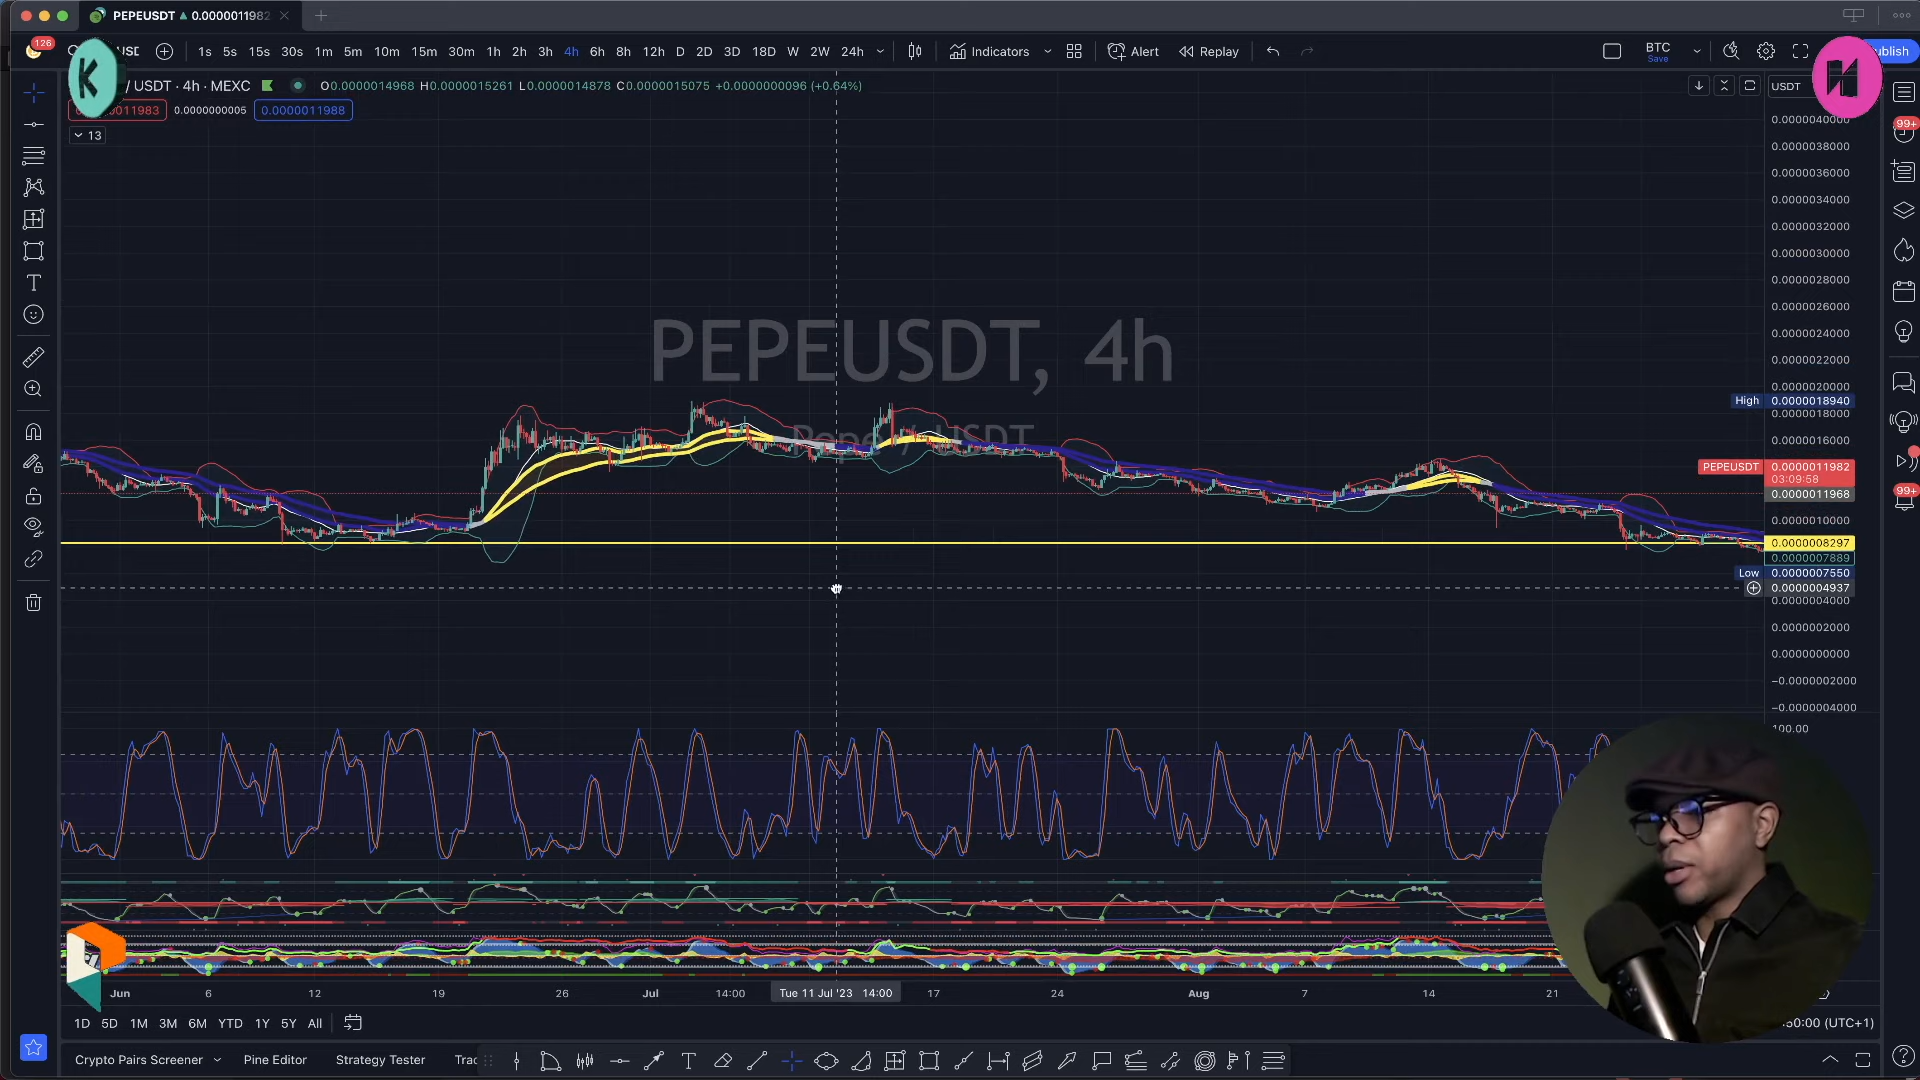 PEPEUSDT ▲ 0.0000011982
126
1s 5s 15s 30s 1m 5m 10m 15m 30m 1h 2h 3h 4h 6h 8h 12h D 2D 3D 18D W 2W 24h
Indicators
Alert
Replay
BTC
Save
/ USDT · 4h · MEXC
O0.0000014968 H0.0000015261 L0.0000014878 C0.0000015075 +0.0000000096 (+0.64%)
0.0000000005
0.0000011988
13
USDT
99+
PEPEUSDT, 4h
Pepe / USDT
0.0000038000
0.0000036000
0.0000034000
0.0000032000
0.0000030000
0.0000028000
0.0000026000
0.0000024000
0.0000022000
0.0000020000
High 0.0000018940
0.0000018000
0.0000016000
PEPEUSDT 0.0000011982
03:09:58
0.0000011968
99+
0.0000010000
0.0000008297
0.0000007889
Low 0.0000007550
0.0000004937
0.0000004000
0.0000002000
0.0000000000
−0.0000002000
−0.0000004000
100.00
Jun 6 12 19 26 Jul 14:00 Tue 11 Jul '23 14:00 17 24 Aug 7 14 21
1D 5D 1M 3M 6M YTD 1Y 5Y All
(UTC+1)
Crypto Pairs Screener
Pine Editor
Strategy Tester